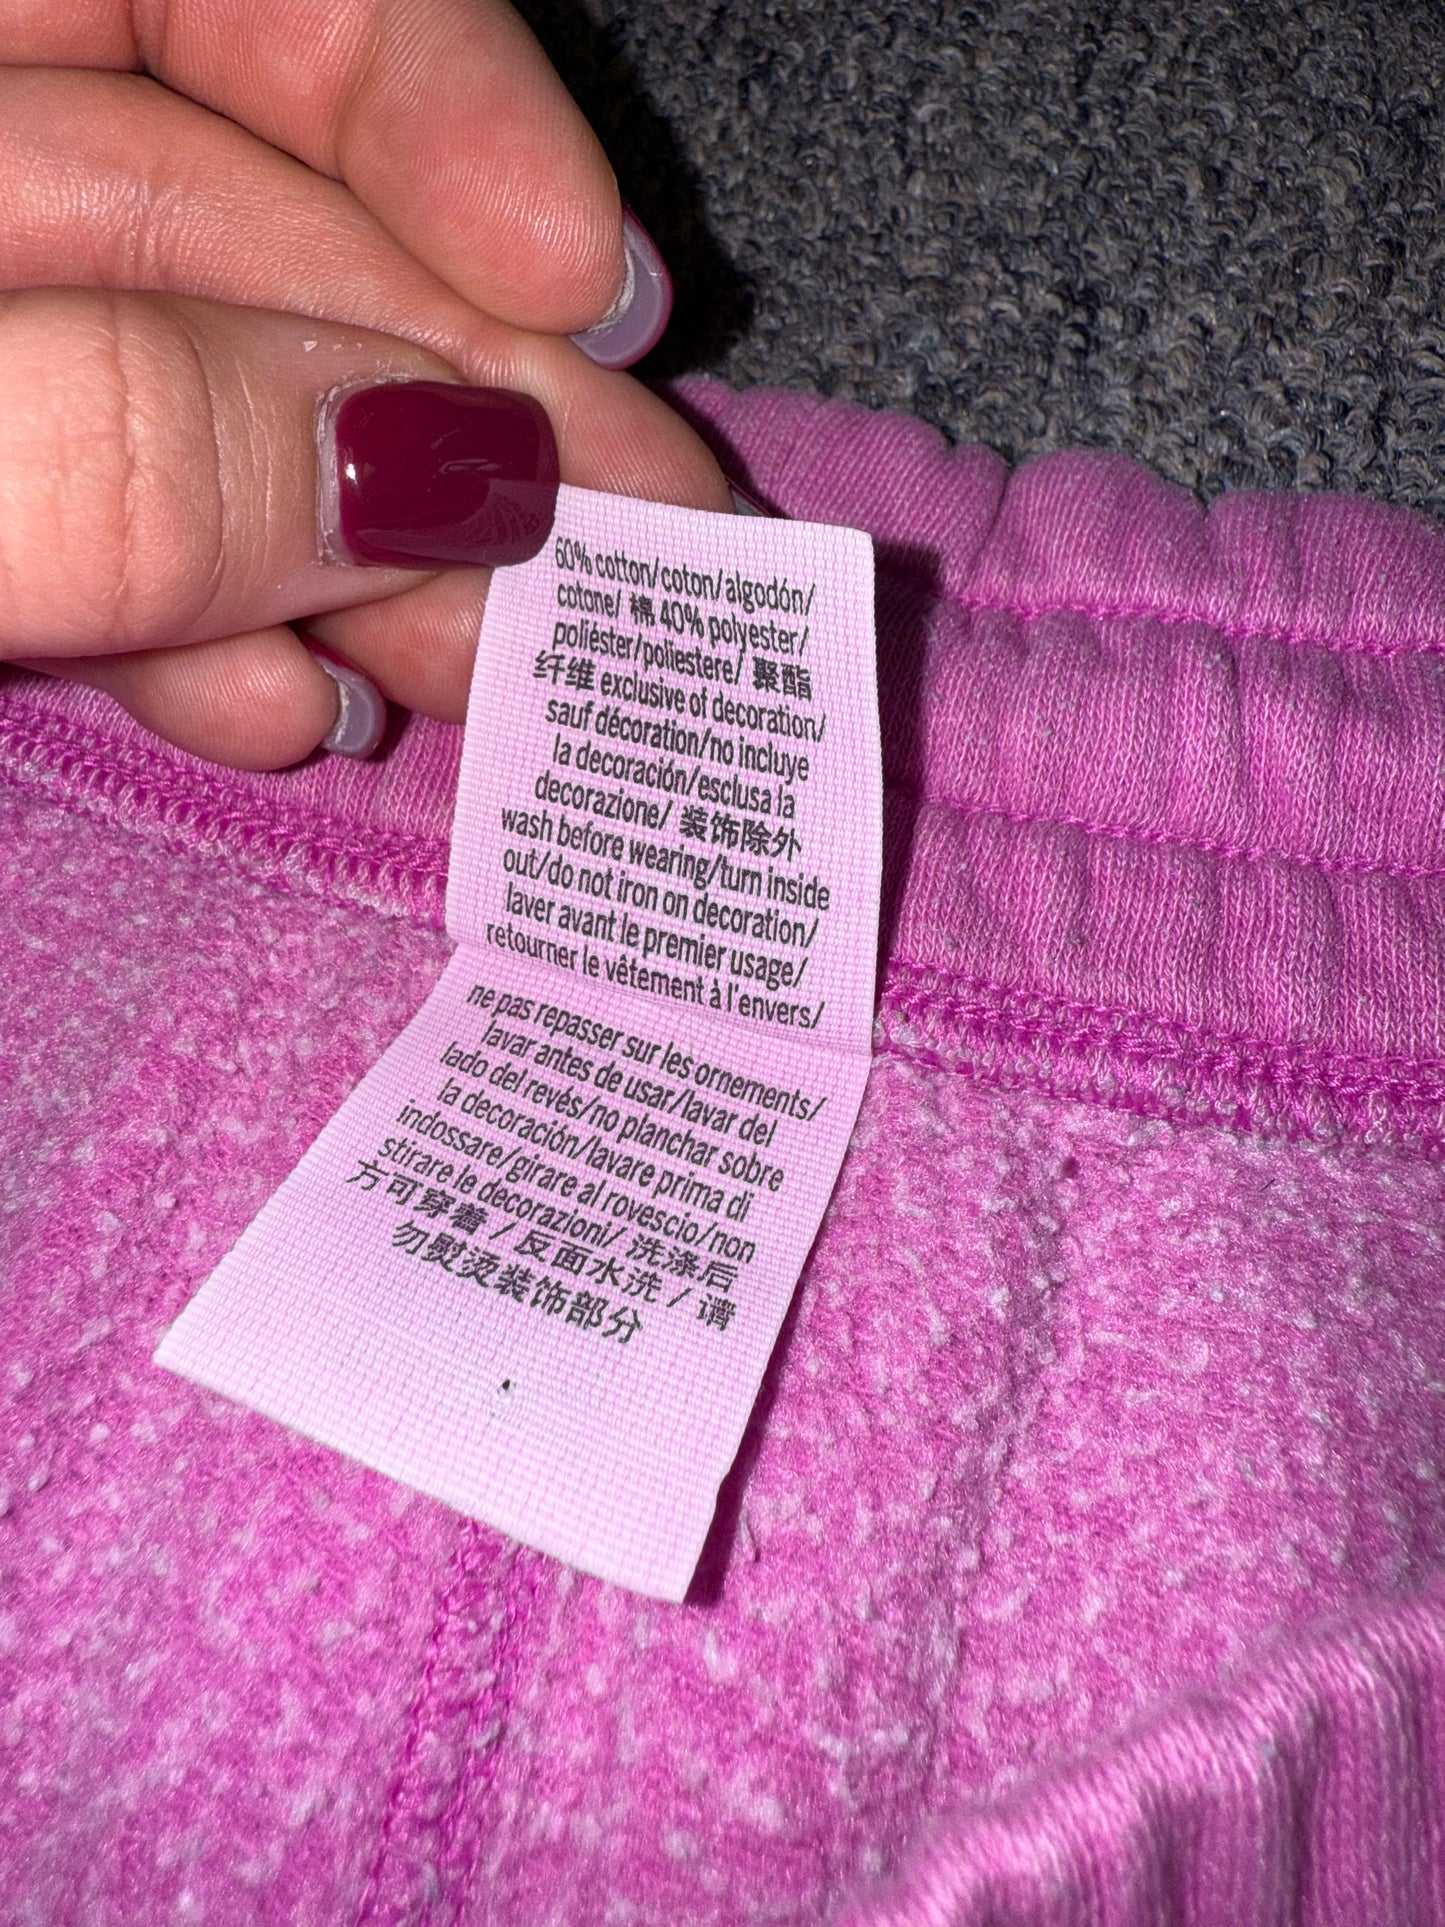 60% cotton/coton/algodón/
cotone/ 棉 40% polyester/
poliéster/poliestere/ 聚酯
纤维 exclusive of decoration/
sauf décoration/no incluye
la decoración/esclusa la
decorazione/ 装饰除外
wash before wearing/turn inside
out/do not iron on decoration/
laver avant le premier usage/
retourner le vêtement à l'envers/
ne pas repasser sur les ornements/
lavar antes de usar/lavar del
lado del revés/no planchar sobre
la decoración/lavare prima di
indossare/girare al rovescio/non
stirare le decorazioni/ 洗涤后
方可穿着 / 反面水洗 / 请
勿熨烫装饰部分